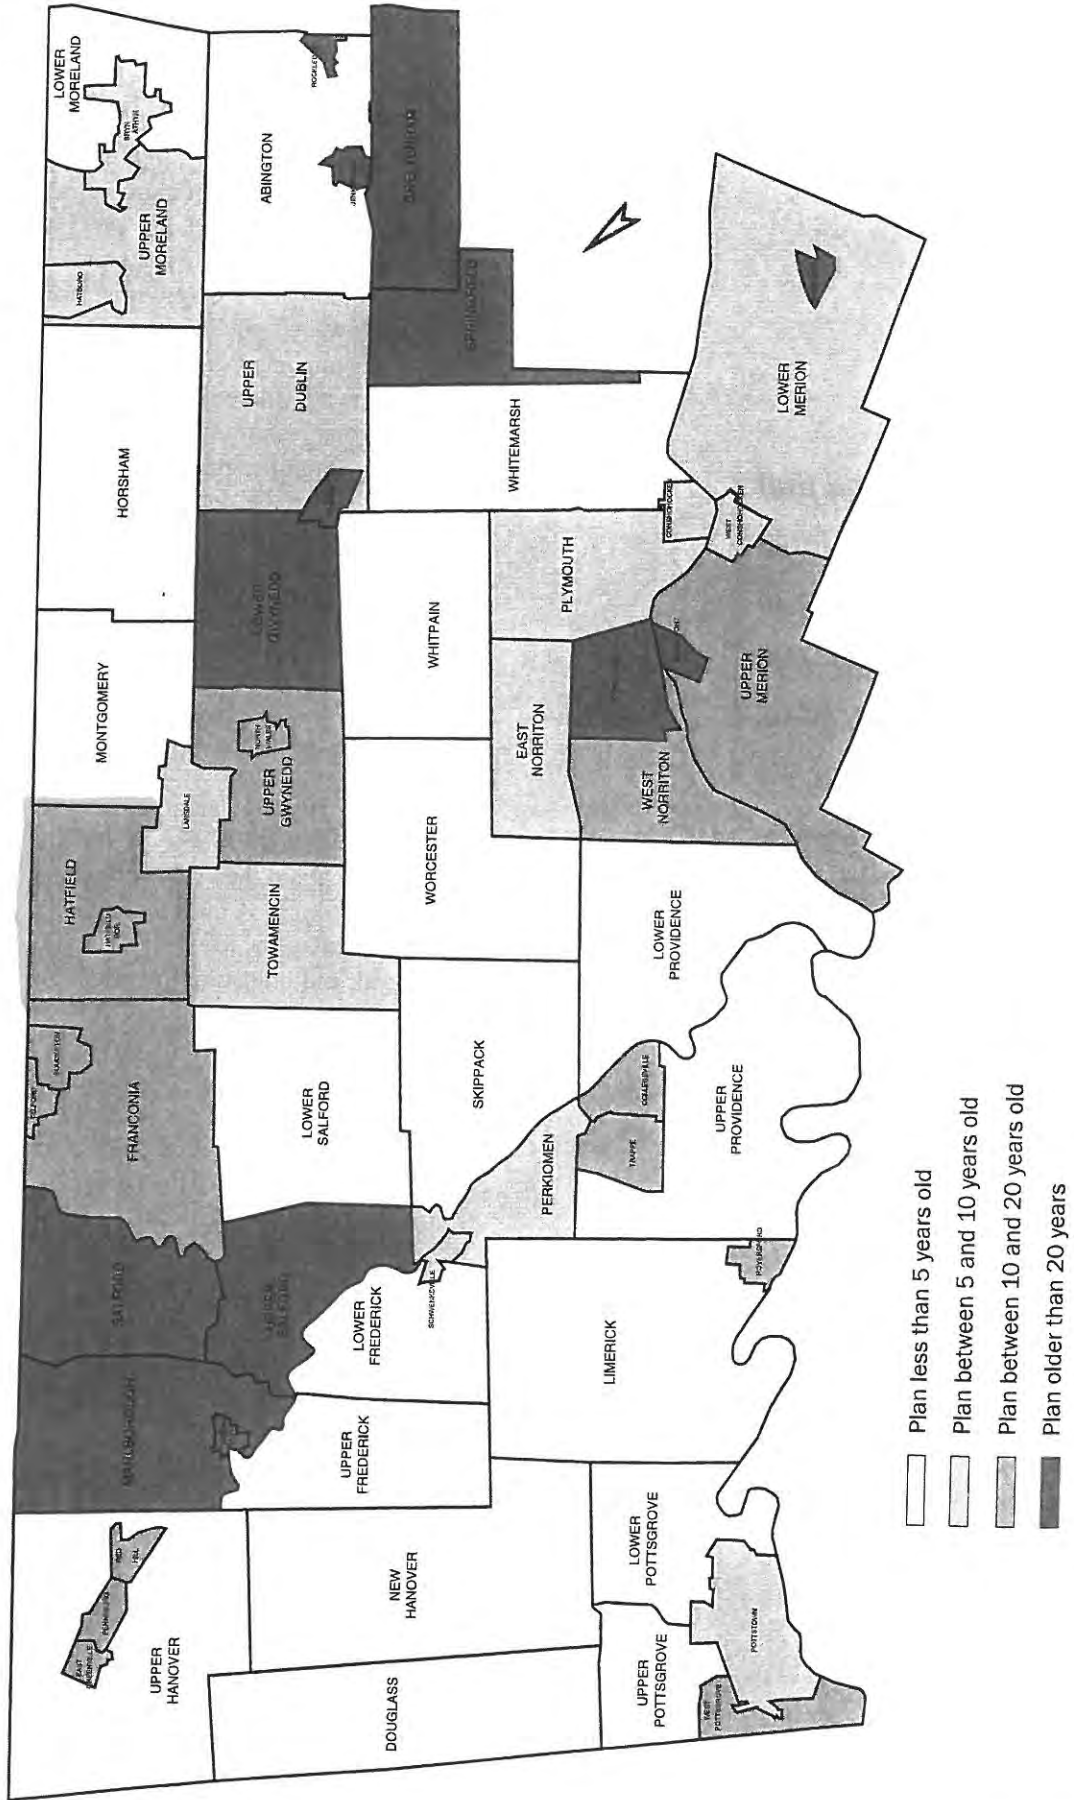 LOWER
MORELAND
BRYN
ATHYN
UPPER
MORELAND
HATBORO
ABINGTON
HORSHAM
UPPER
DUBLIN
SPRINGFIELD
WHITEMARSH
LOWER
MERION
CONSHOHOCKEN
WEST
CONSHOHOCKEN
PLYMOUTH
LOWER
GWYNEDD
WHITPAIN
MONTGOMERY
UPPER
MERION
EAST
NORRITON
WEST
NORRITON
NORTH
WALES
UPPER
GWYNEDD
LANSDALE
HATFIELD
HATFIELD
BOR.
WORCESTER
TOWAMENCIN
LOWER
PROVIDENCE
SKIPPACK
FRANCONIA
LOWER
SALFORD
COLLEGEVILLE
TRAPPE
UPPER
PROVIDENCE
PERKIOMEN
SALFORD
UPPER
SALFORD
SCHWENKSVILLE
LOWER
FREDERICK
ROYERSFORD
LIMERICK
MARLBOROUGH
UPPER
FREDERICK
RED
HILL
PENNSBURG
EAST
GREENVILLE
UPPER
HANOVER
NEW
HANOVER
DOUGLASS
LOWER
POTTSGROVE
UPPER
POTTSGROVE
POTTSTOWN
WEST
POTTSGROVE
Plan less than 5 years old
Plan between 5 and 10 years old
Plan between 10 and 20 years old
Plan older than 20 years